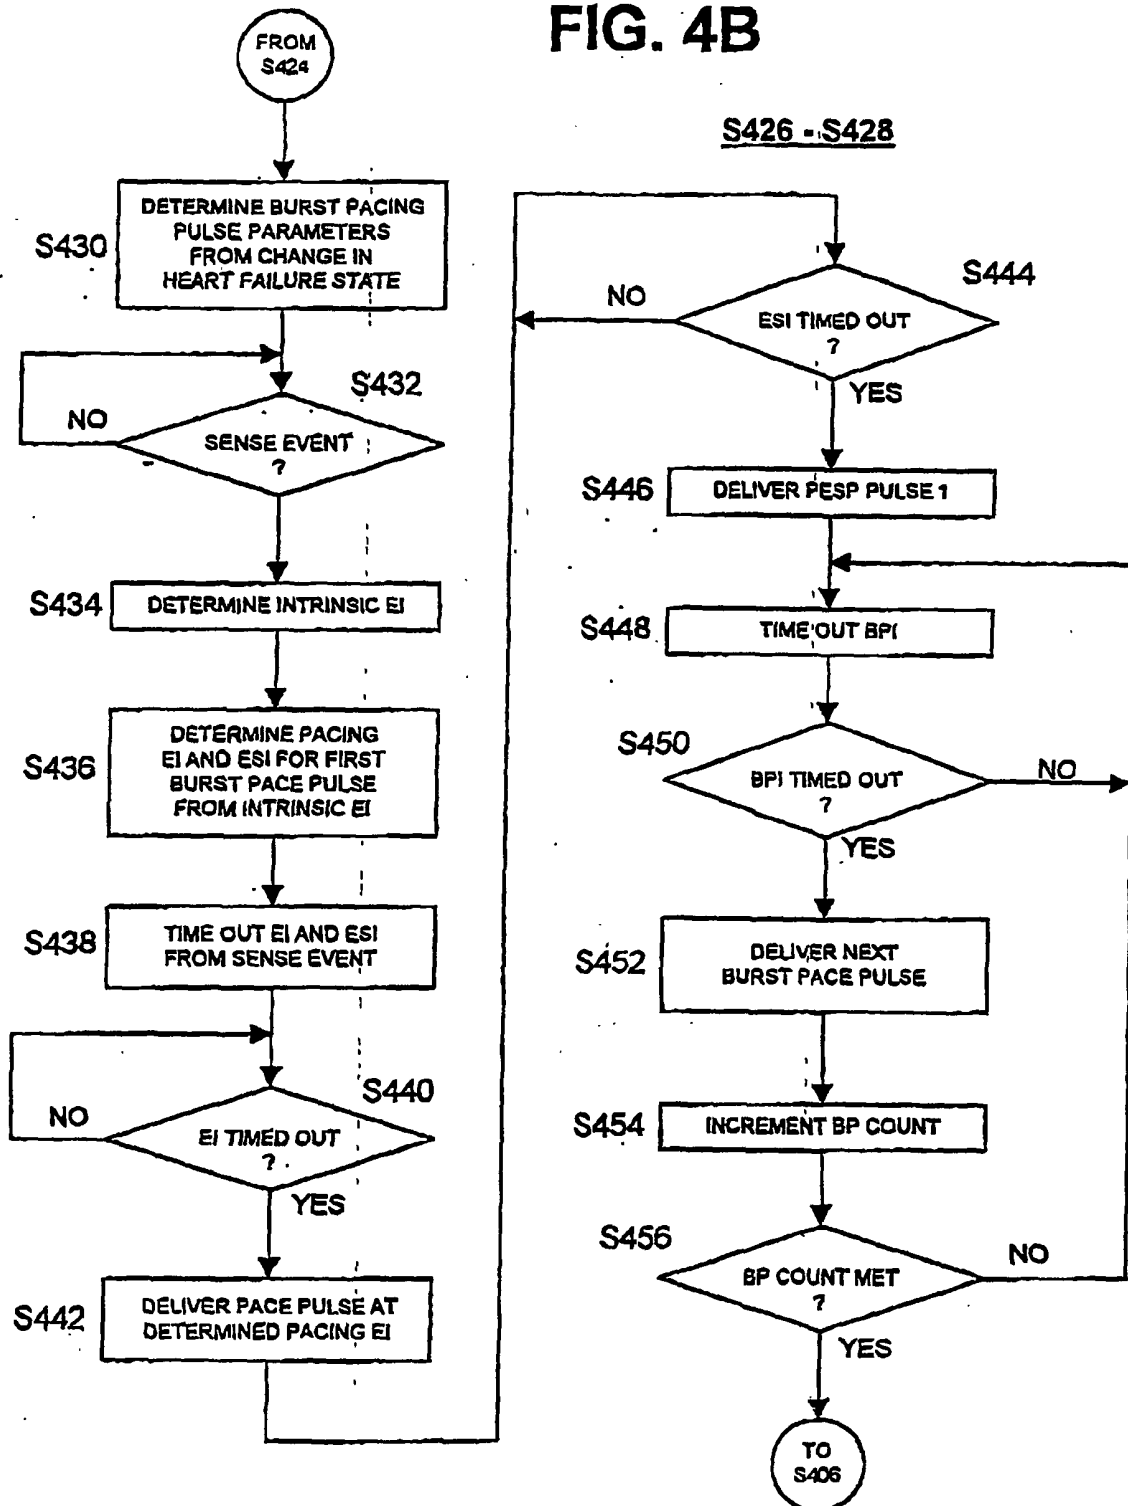 FIG. 4B
FROM
S424
S426 - S428
S430
DETERMINE BURST PACING
PULSE PARAMETERS
FROM CHANGE IN
HEART FAILURE STATE
S432
SENSE EVENT
?
NO
S434
DETERMINE INTRINSIC EI
S436
DETERMINE PACING
EI AND ESI FOR FIRST
BURST PACE PULSE
FROM INTRINSIC EI
S438
TIME OUT EI AND ESI
FROM SENSE EVENT
S440
EI TIMED OUT
?
NO
YES
S442
DELIVER PACE PULSE AT
DETERMINED PACING EI
S444
ESI TIMED OUT
?
NO
YES
S446
DELIVER PESP PULSE 1
S448
TIME OUT BPI
S450
BPI TIMED OUT
?
NO
YES
S452
DELIVER NEXT
BURST PACE PULSE
S454
INCREMENT BP COUNT
S456
BP COUNT MET
?
NO
YES
TO
S406